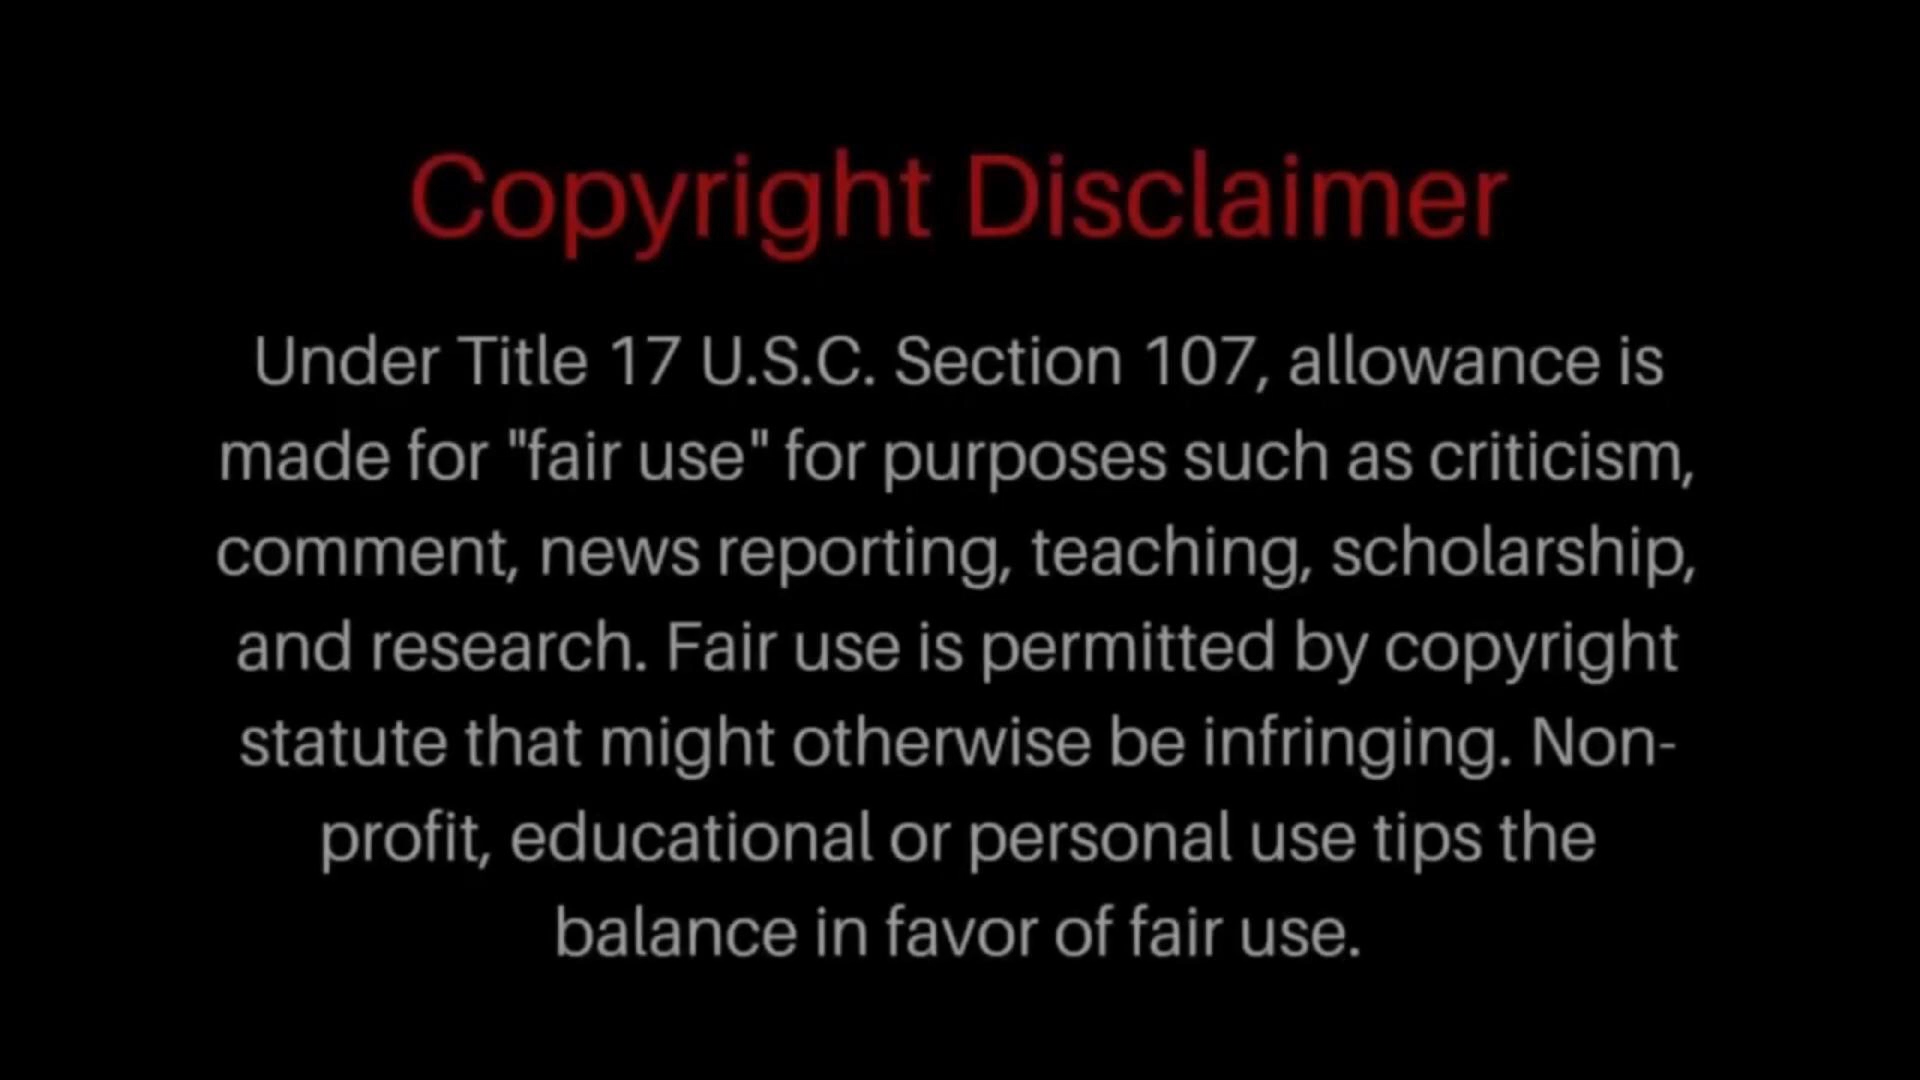 Copyright Disclaimer
Under Title 17 U.S.C. Section 107, allowance is
made for "fair use" for purposes such as criticism,
comment, news reporting, teaching, scholarship,
and research. Fair use is permitted by copyright
statute that might otherwise be infringing. Non-
profit, educational or personal use tips the
balance in favor of fair use.